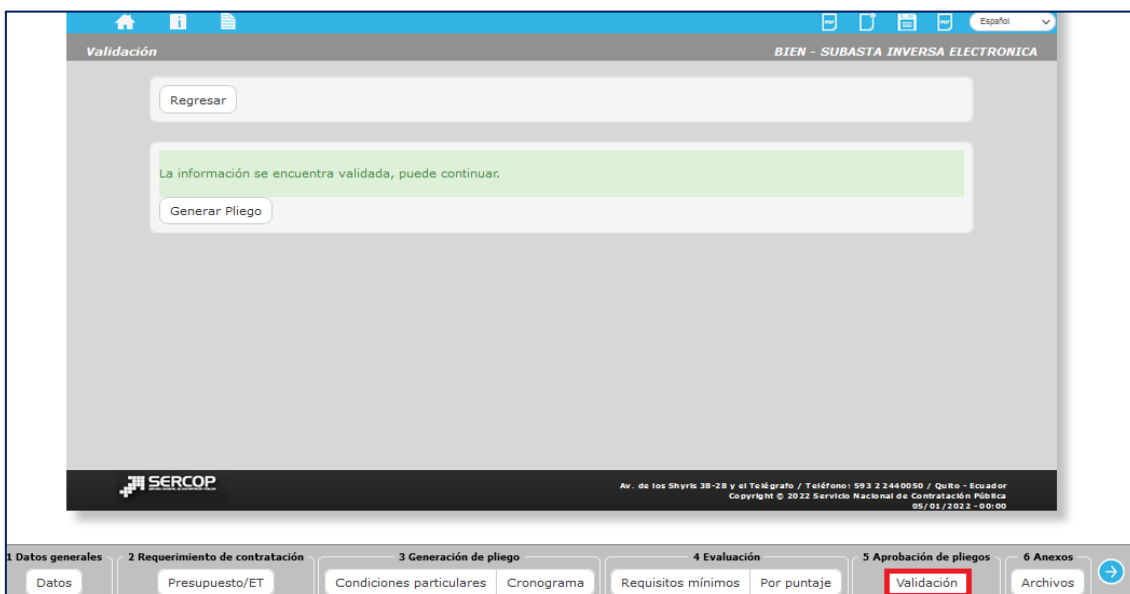 Español
Validación
BIEN - SUBASTA INVERSA ELECTRONICA
Regresar
La información se encuentra validada, puede continuar.
Generar Pliego
SERCOP
Av. de los Shyris 38-28 y el Telégrafo / Teléfono: 593 2 2440050 / Quito - Ecuador
Copyright © 2022 Servicio Nacional de Contratación Pública
05/01/2022 - 00:00
1 Datos generales
2 Requerimiento de contratación
3 Generación de pliego
4 Evaluación
5 Aprobación de pliegos
6 Anexos
Datos
Presupuesto/ET
Condiciones particulares
Cronograma
Requisitos mínimos
Por puntaje
Validación
Archivos